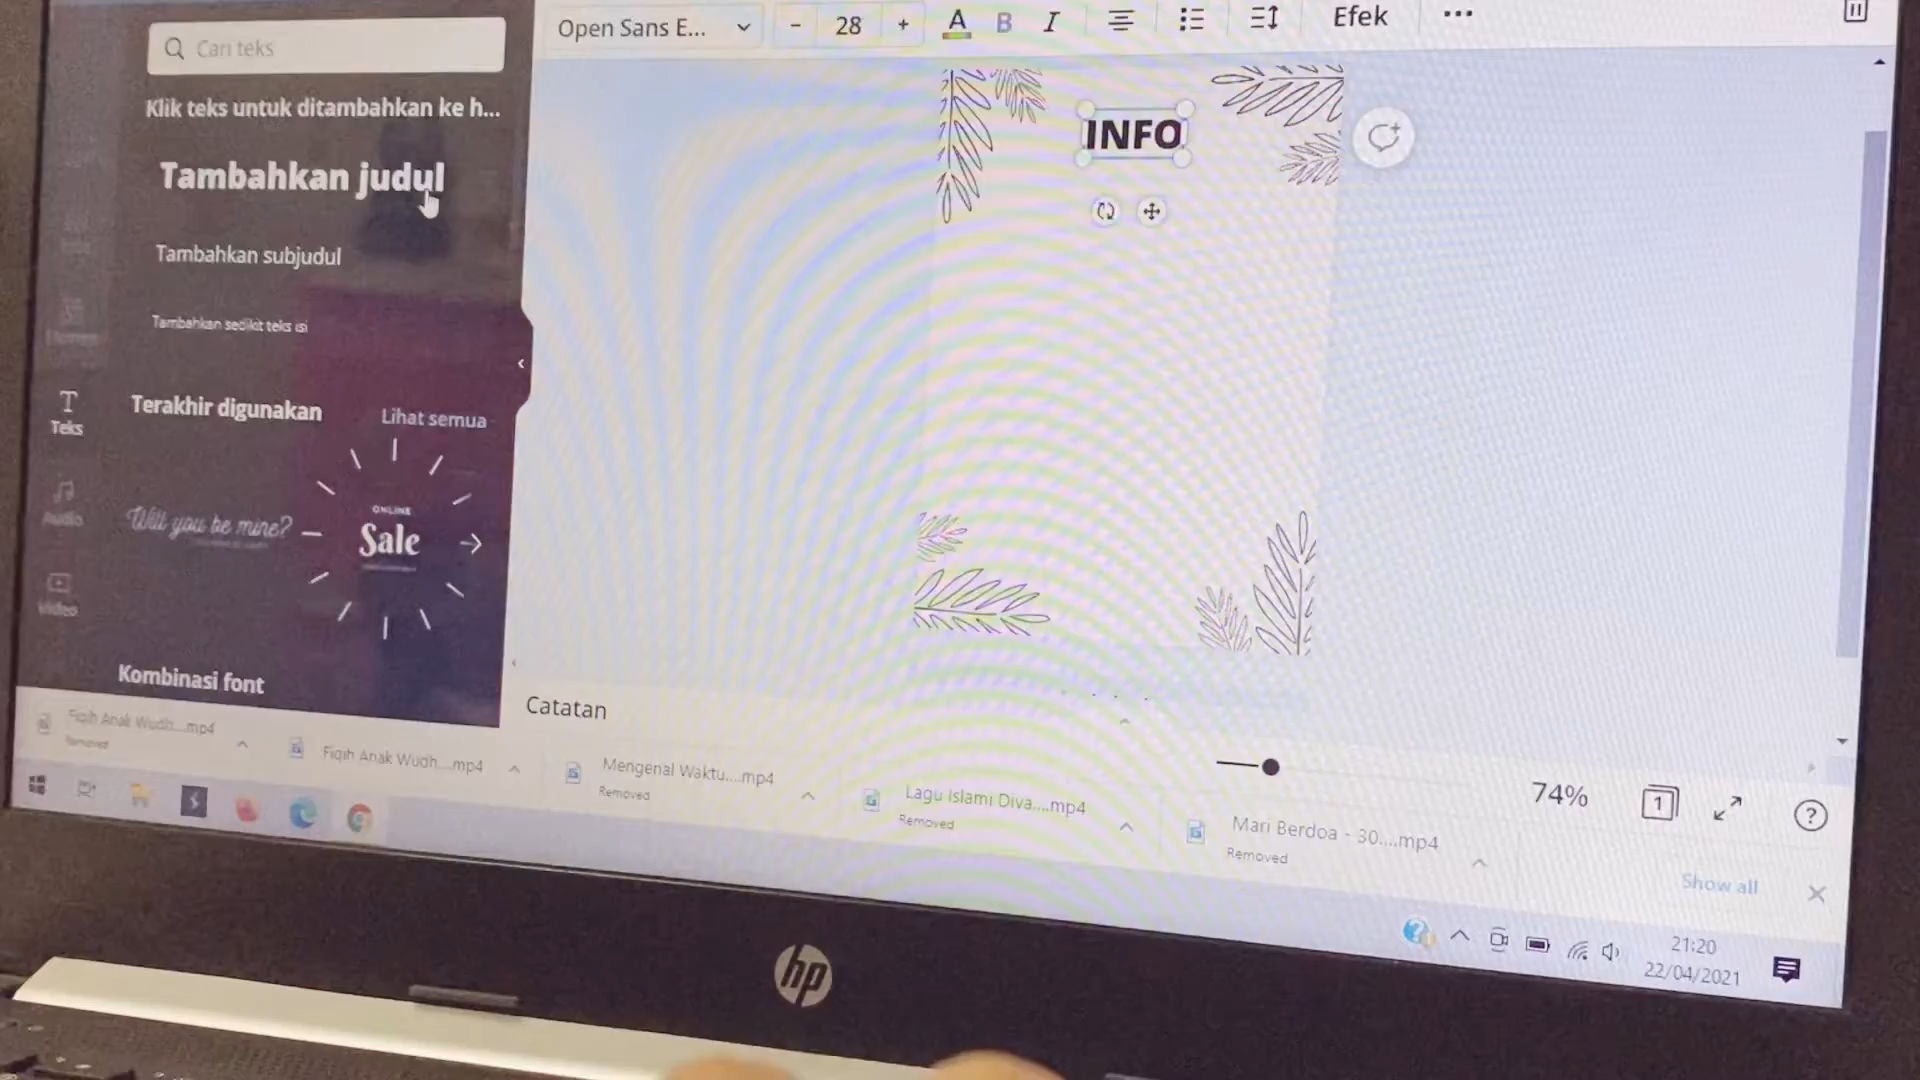 Cari teks
Open Sans E...
- 28 +
A B I
Efek
...
Klik teks untuk ditambahkan ke h...
Tambahkan judul
Tambahkan subjudul
Tambahkan sedikit teks isi
INFO
Terakhir digunakan
Lihat semua
Teks
Audio
Video
Will you be mine?
ONLINE
Sale
Kombinasi font
Catatan
Fiqih Anak Wudh....mp4
Removed
Fiqih Anak Wudh....mp4
Mengenal Waktu....mp4
Removed
Lagu Islami Diva....mp4
Removed
Mari Berdoa - 30....mp4
Removed
74%
1
?
Show all
21:20
22/04/2021
hp